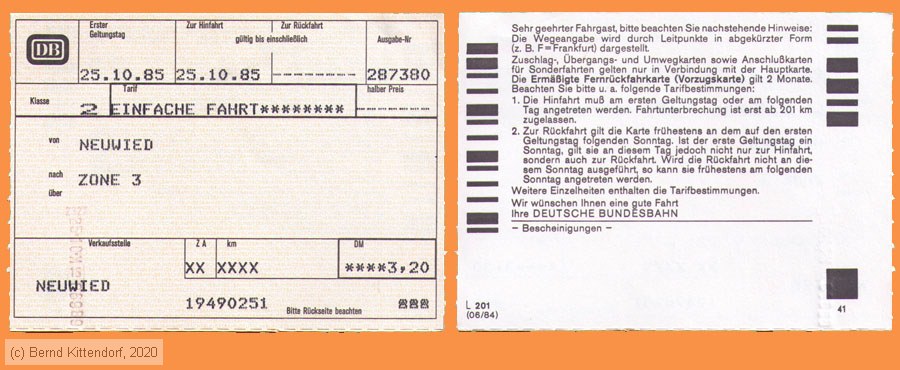 DB
Erster
Geltungstag
Zur Hinfahrt
Zur Rückfahrt
gültig bis einschließlich
Ausgabe-Nr
25.10.85 25.10.85 287380
Klasse
Tarif
halber Preis
2 EINFACHE FAHRT********
von NEUWIED
nach ZONE 3
über
Verkaufsstelle
Z A
km
DM
XX XXXX ****3,20
NEUWIED
19490251
Bitte Rückseite beachten
Sehr geehrter Fahrgast, bitte beachten Sie nachstehende Hinweise:
Die Wegeangabe wird durch Leitpunkte in abgekürzter Form
(z. B. F=Frankfurt) dargestellt.
Zuschlag-, Übergangs- und Umwegkarten sowie Anschlußkarten
für Sonderfahrten gelten nur in Verbindung mit der Hauptkarte.
Die Ermäßigte Fernrückfahrkarte (Vorzugskarte) gilt 2 Monate.
Beachten Sie bitte u. a. folgende Tarifbestimmungen:
1. Die Hinfahrt muß am ersten Geltungstag oder am folgenden
Tag angetreten werden. Fahrtunterbrechung ist erst ab 201 km
zugelassen.
2. Zur Rückfahrt gilt die Karte frühestens an dem auf den ersten
Geltungstag folgenden Sonntag. Ist der erste Geltungstag ein
Sonntag, gilt sie an diesem Tag jedoch nicht nur zur Hinfahrt,
sondern auch zur Rückfahrt. Wird die Rückfahrt nicht an die-
sem Sonntag ausgeführt, so kann sie frühestens am folgenden
Sonntag angetreten werden.
Weitere Einzelheiten enthalten die Tarifbestimmungen.
Wir wünschen Ihnen eine gute Fahrt
Ihre DEUTSCHE BUNDESBAHN
– Bescheinigungen –
L 201
(06/84)
41
(c) Bernd Kittendorf, 2020